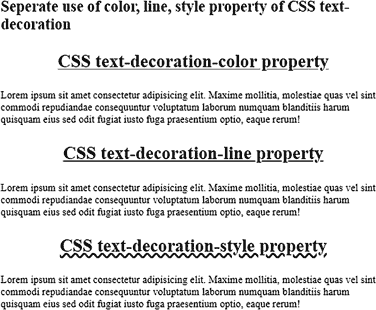 Seperate use of color, line, style property of CSS text-
decoration
CSS text-decoration-color property
Lorem ipsum sit amet consectetur adipisicing elit. Maxime mollitia, molestiae quas vel sint
commodi repudiandae consequuntur voluptatum laborum numquam blanditiis harum
quisquam eius sed odit fugiat iusto fuga praesentium optio, eaque rerum!
CSS text-decoration-line property
Lorem ipsum sit amet consectetur adipisicing elit. Maxime mollitia, molestiae quas vel sint
commodi repudiandae consequuntur voluptatum laborum numquam blanditiis harum
quisquam eius sed odit fugiat iusto fuga praesentium optio, eaque rerum!
CSS text-decoration-style property
Lorem ipsum sit amet consectetur adipisicing elit. Maxime mollitia, molestiae quas vel sint
commodi repudiandae consequuntur voluptatum laborum numquam blanditiis harum
quisquam eius sed odit fugiat iusto fuga praesentium optio, eaque rerum!